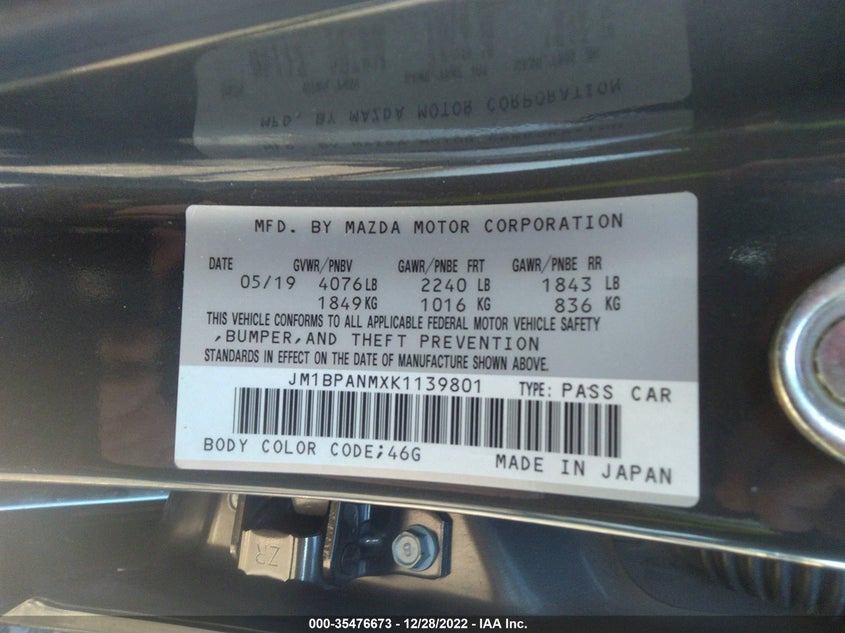 MFD. BY MAZDA MOTOR CORPORATION
DATE GVWR/PNBV GAWR/PNBE FRT GAWR/PNBE RR
05/19 4076LB 2240 LB 1843 LB
1849KG 1016 KG 836 KG
THIS VEHICLE CONFORMS TO ALL APPLICABLE FEDERAL MOTOR VEHICLE SAFETY
,BUMPER,AND THEFT PREVENTION
STANDARDS IN EFFECT ON THE DATE OF MANUFACTURE SHOWN ABOVE.
JM1BPANMXK1139801 TYPE: PASS CAR
BODY COLOR CODE;46G
MADE IN JAPAN
ZR
8
000-35476673 - 12/28/2022 - IAA Inc.